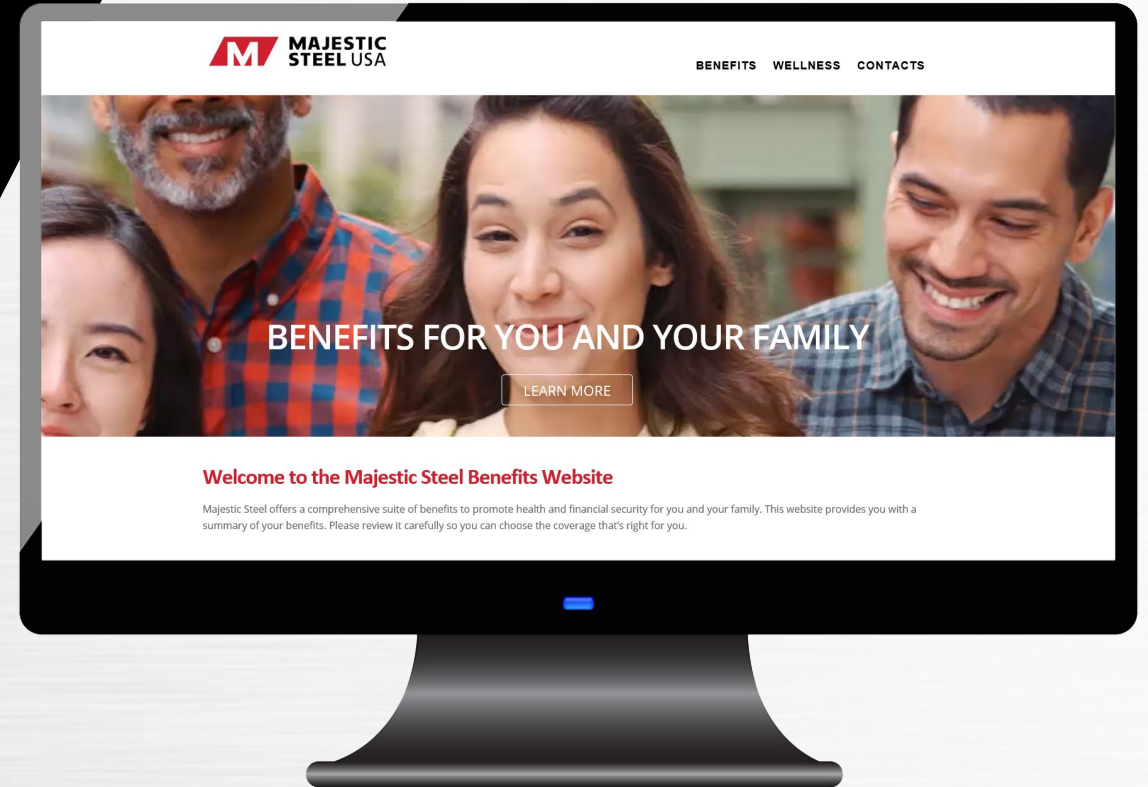 MAJESTIC
STEEL USA
BENEFITS WELLNESS CONTACTS
BENEFITS FOR YOU AND YOUR FAMILY
LEARN MORE
Welcome to the Majestic Steel Benefits Website
Majestic Steel offers a comprehensive suite of benefits to promote health and financial security for you and your family. This website provides you with a
summary of your benefits. Please review it carefully so you can choose the coverage that's right for you.